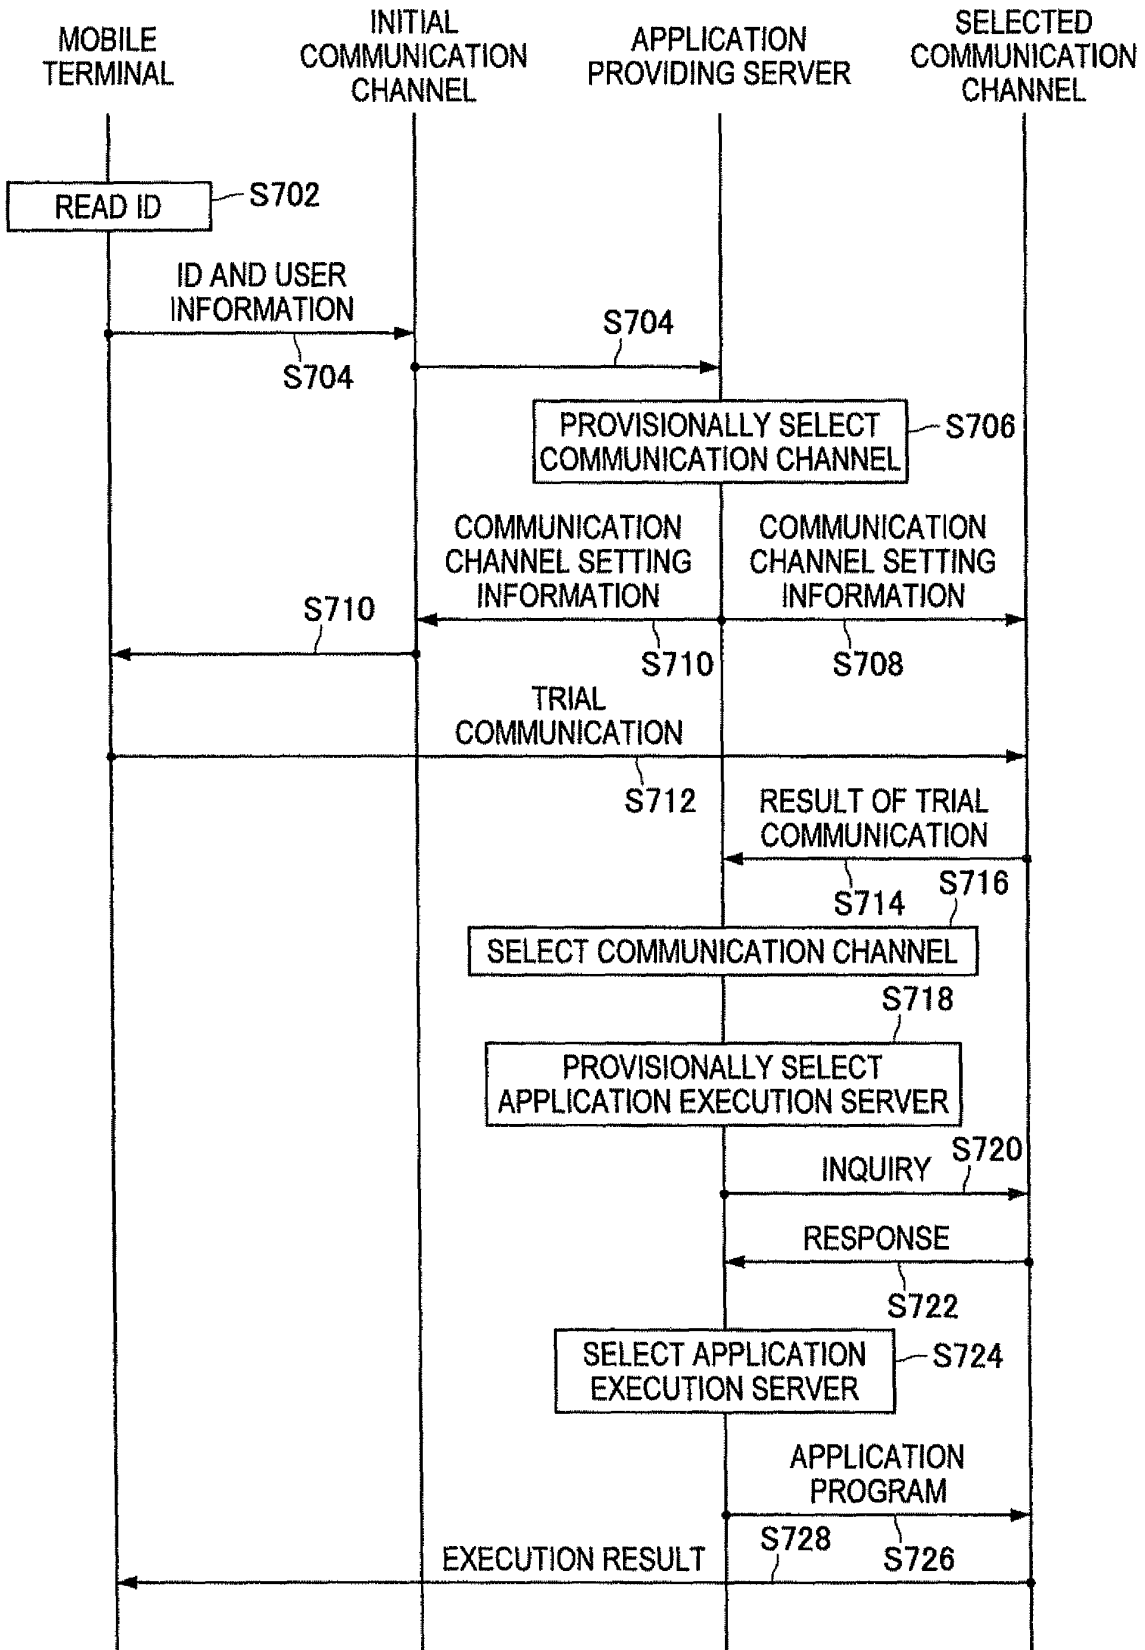 MOBILE
TERMINAL
INITIAL
COMMUNICATION
CHANNEL
APPLICATION
PROVIDING SERVER
SELECTED
COMMUNICATION
CHANNEL
READ ID
S702
ID AND USER
INFORMATION
S704
S704
PROVISIONALLY SELECT
COMMUNICATION CHANNEL
S706
COMMUNICATION
CHANNEL SETTING
INFORMATION
COMMUNICATION
CHANNEL SETTING
INFORMATION
S710
S710
S708
TRIAL
COMMUNICATION
S712
RESULT OF TRIAL
COMMUNICATION
S714
S716
SELECT COMMUNICATION CHANNEL
S718
PROVISIONALLY SELECT
APPLICATION EXECUTION SERVER
S720
INQUIRY
RESPONSE
S722
SELECT APPLICATION
EXECUTION SERVER
S724
APPLICATION
PROGRAM
S726
S728
EXECUTION RESULT